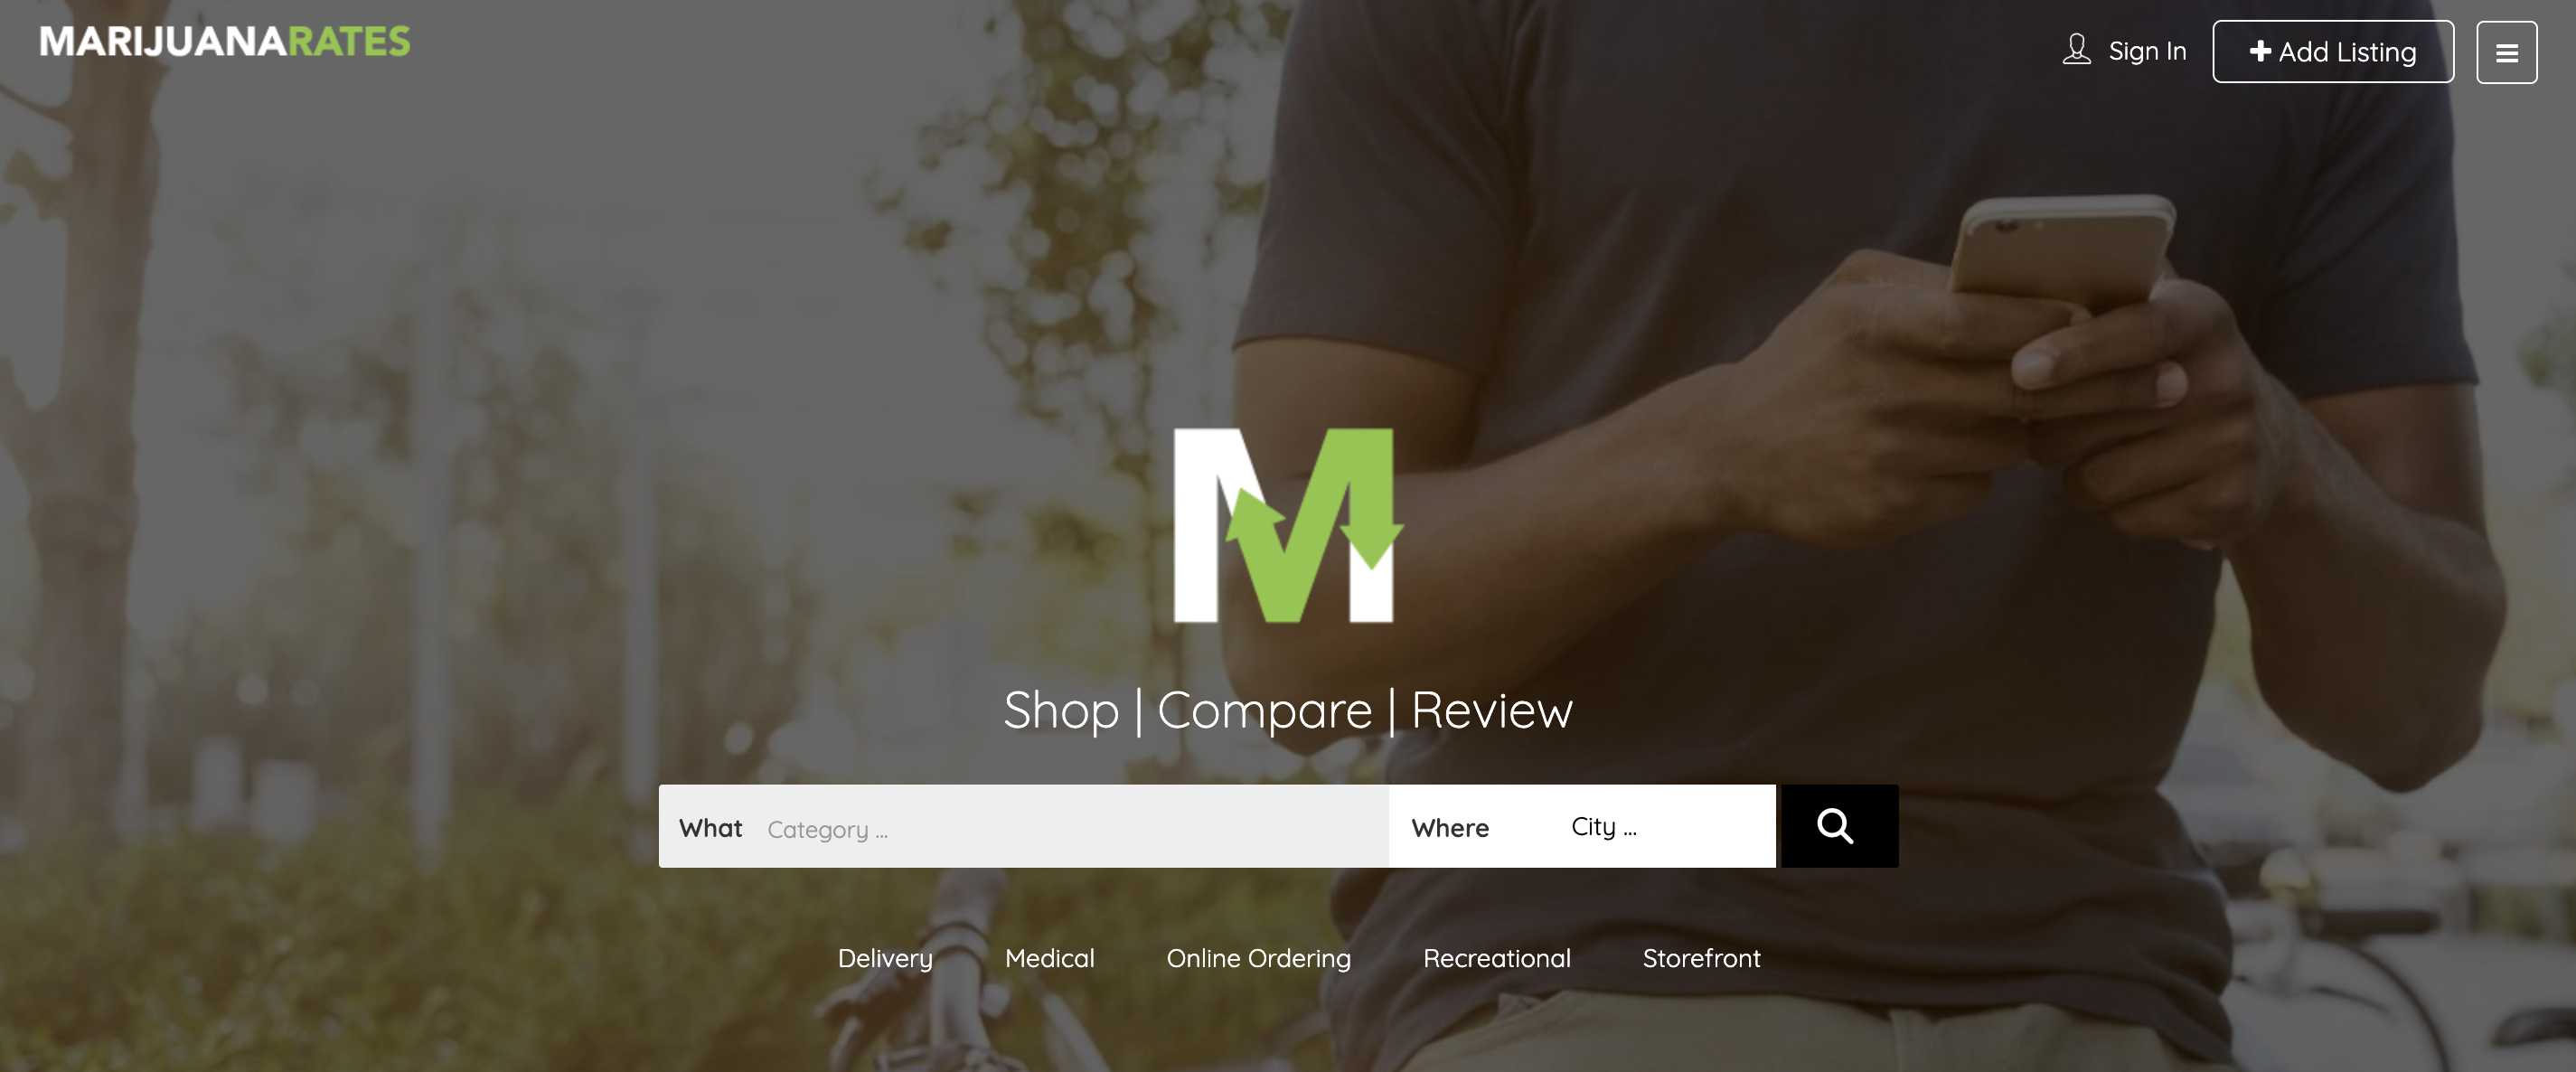 MARIJUANARATES
Sign In
Add Listing
M
Shop | Compare | Review
What Category ... Where City ...
Delivery Medical Online Ordering Recreational Storefront